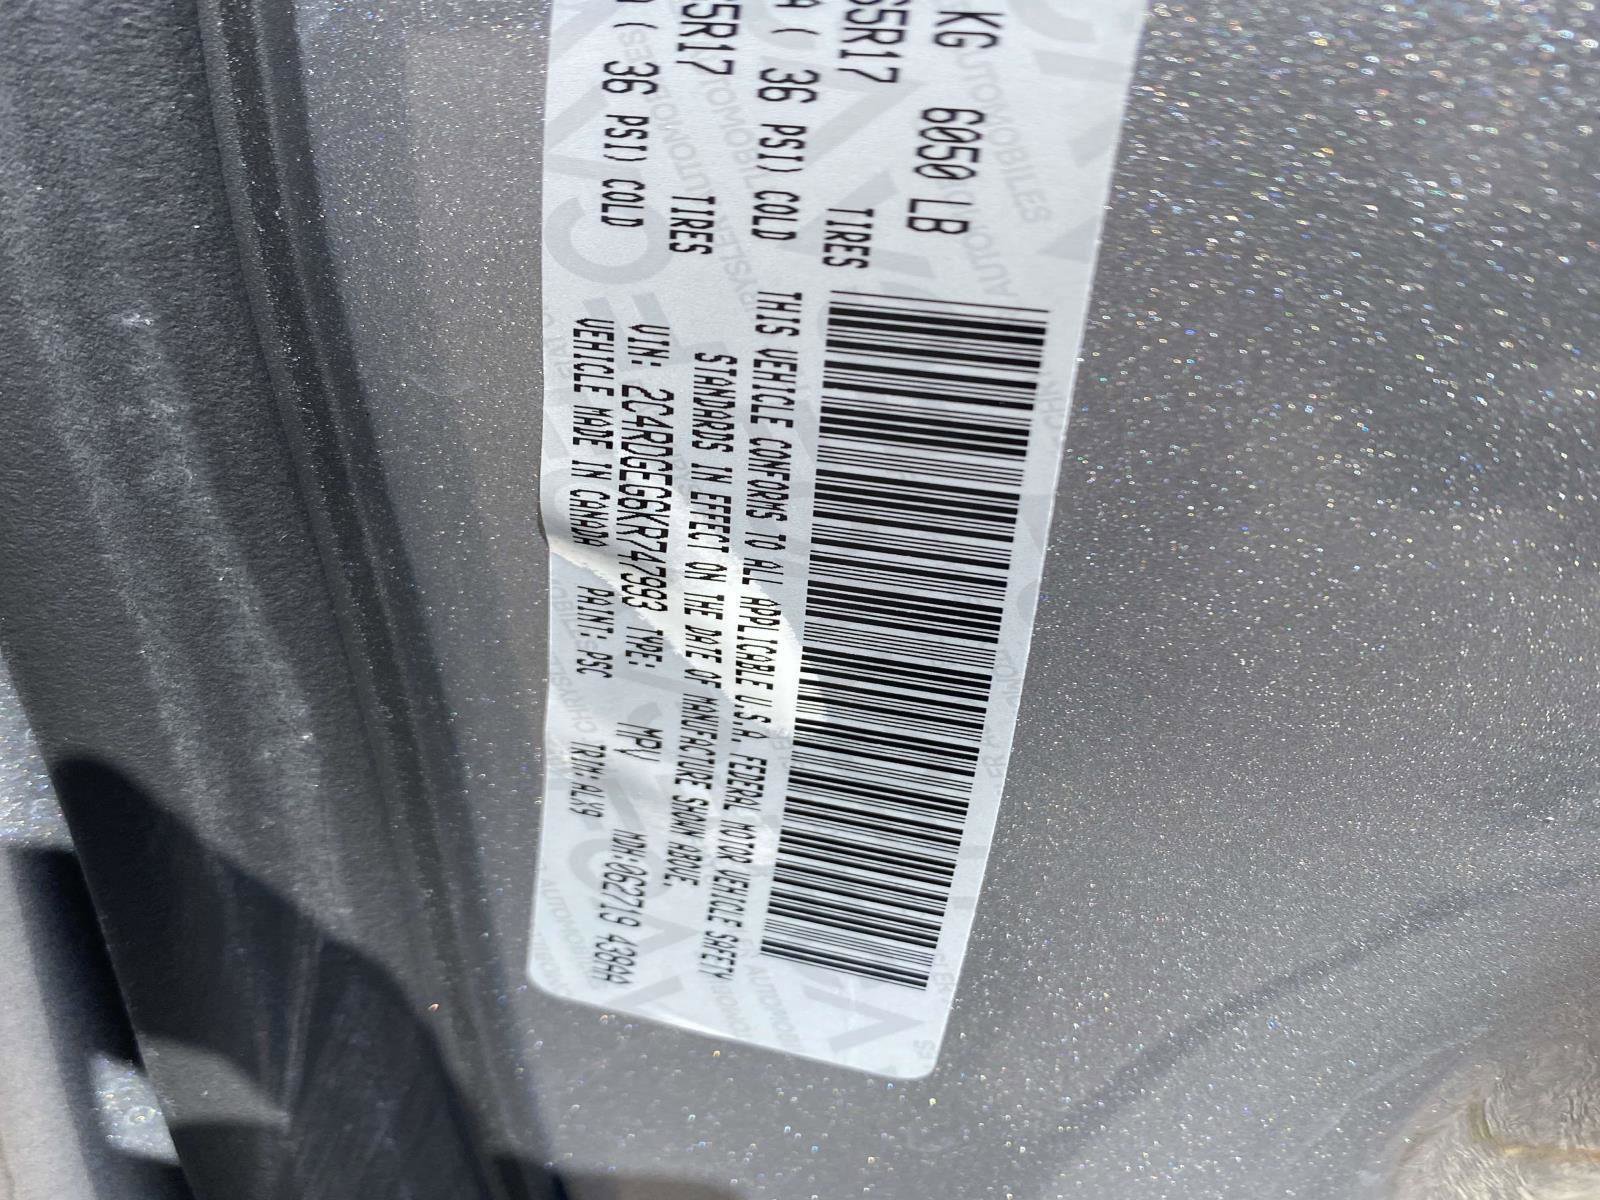 KG 6050 LB
65R17 TIRES
A ( 36 PSI) COLD
5R17 TIRES
( 36 PSI) COLD
THIS VEHICLE CONFORMS TO ALL APPLICABLE U.S.A. FEDERAL MOTOR VEHICLE SAFETY
STANDARDS IN EFFECT ON THE DATE OF MANUFACTURE SHOWN ABOVE.
VIN: 2C4RDGEG6KR747993 TYPE: MPV MDH:062719 438AA
VEHICLE MADE IN CANADA PAINT: PSC TRIM:ALX9